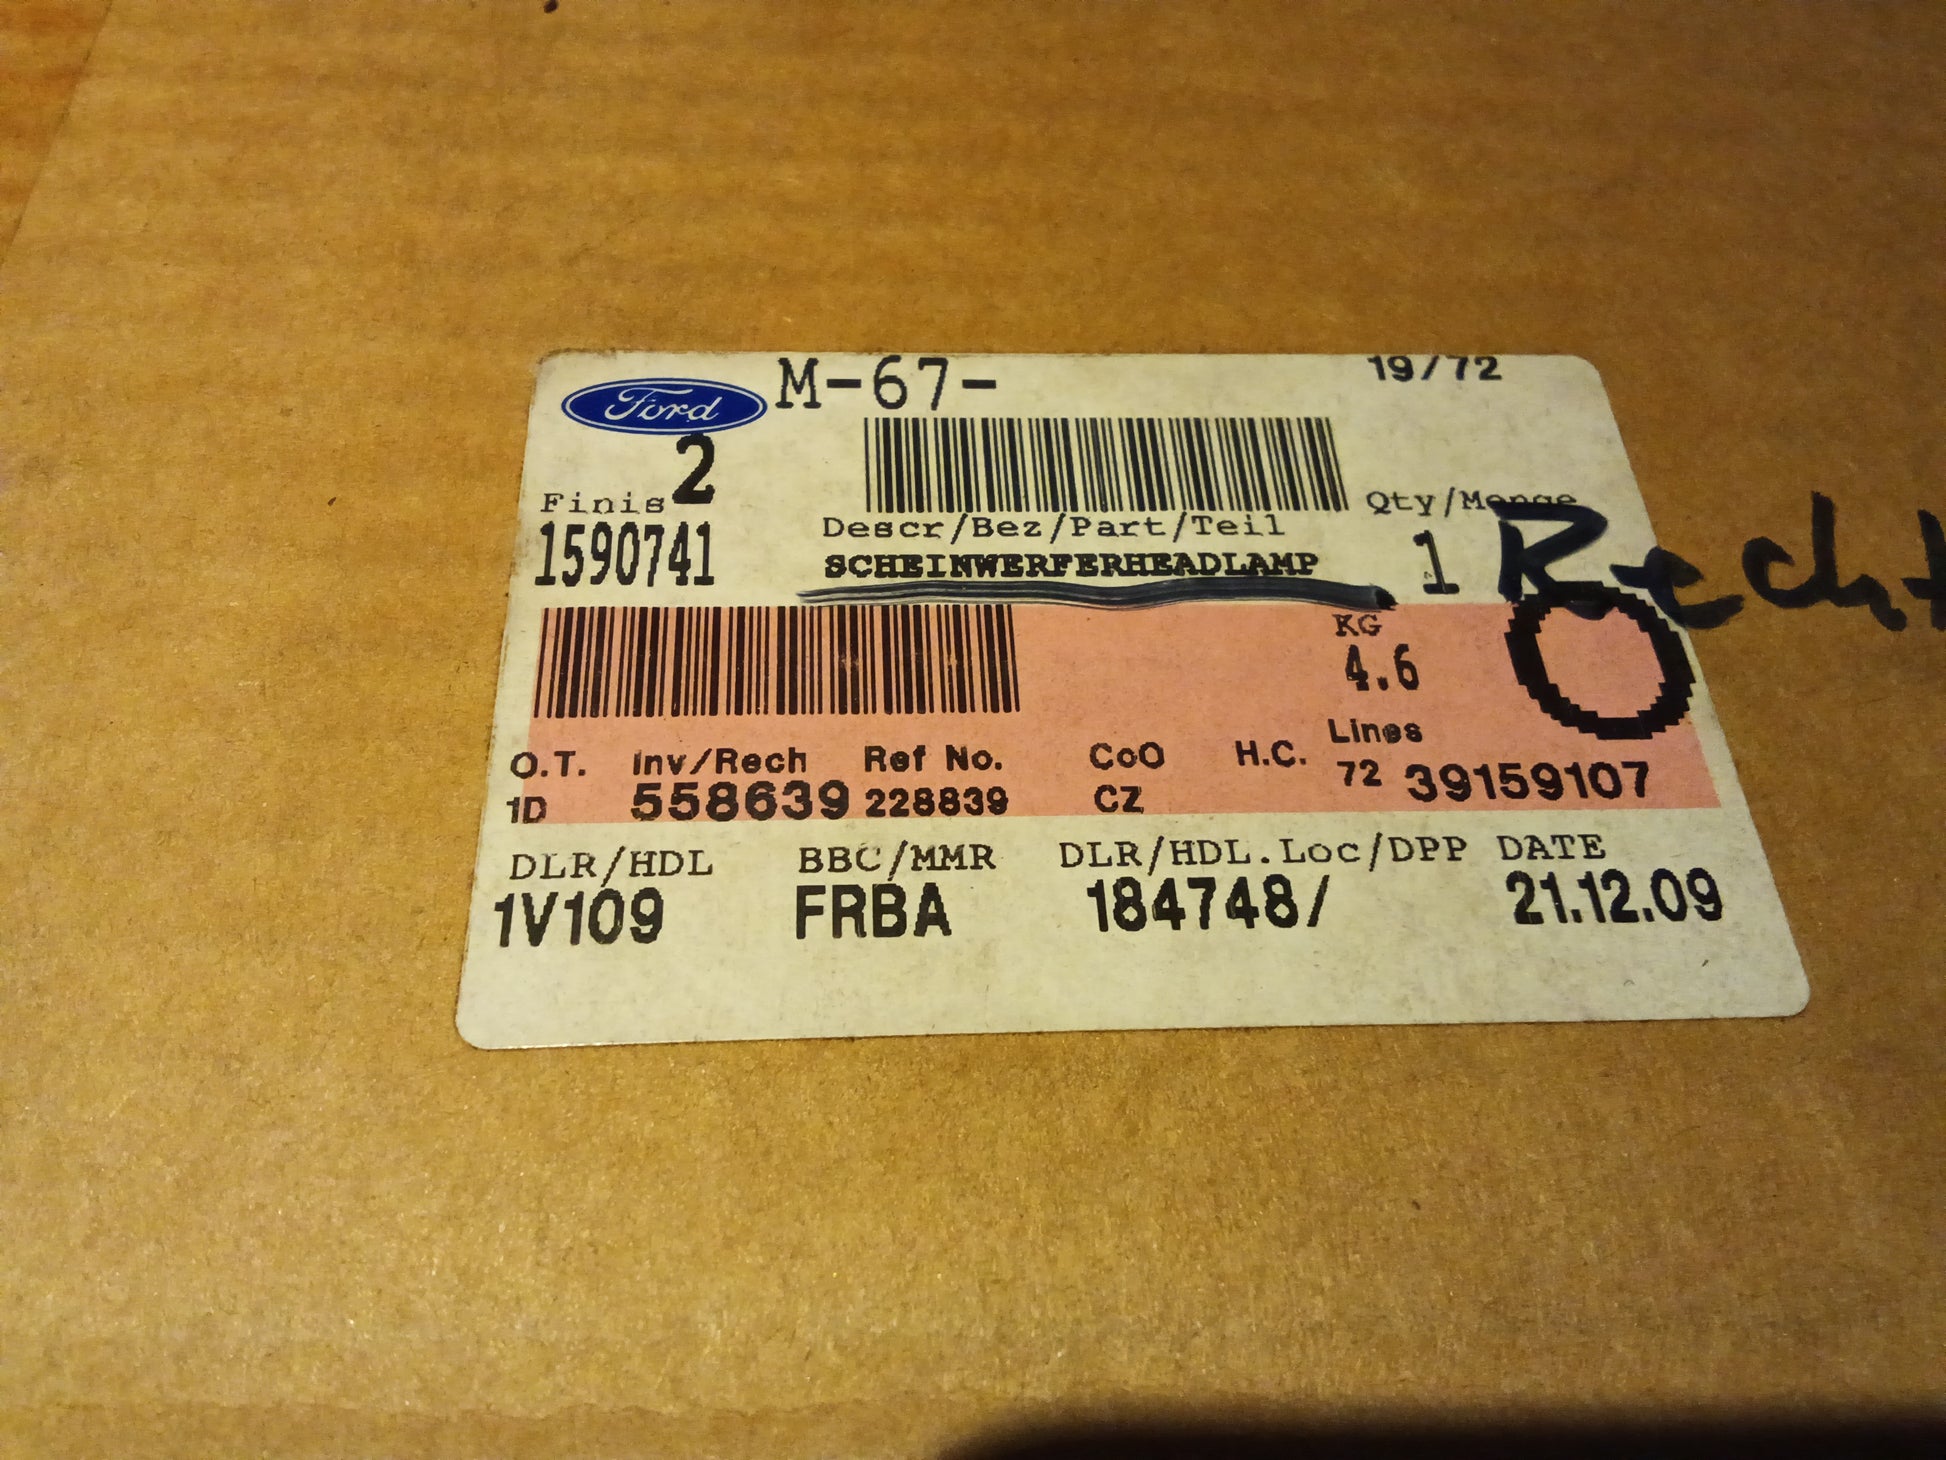 Ford M-67- 19/72
2
Finis
1590741
Descr/Bez/Part/Teil
SCHEINWERFERHEADLAMP
Qty/Menge
1
Recht
KG
4.6
O
O.T. Inv/Rech Ref No. CoO H.C. Lines
1D 558639 228839 CZ 72 39159107
DLR/HDL BBC/MMR DLR/HDL.Loc/DPP DATE
1V109 FRBA 184748/ 21.12.09